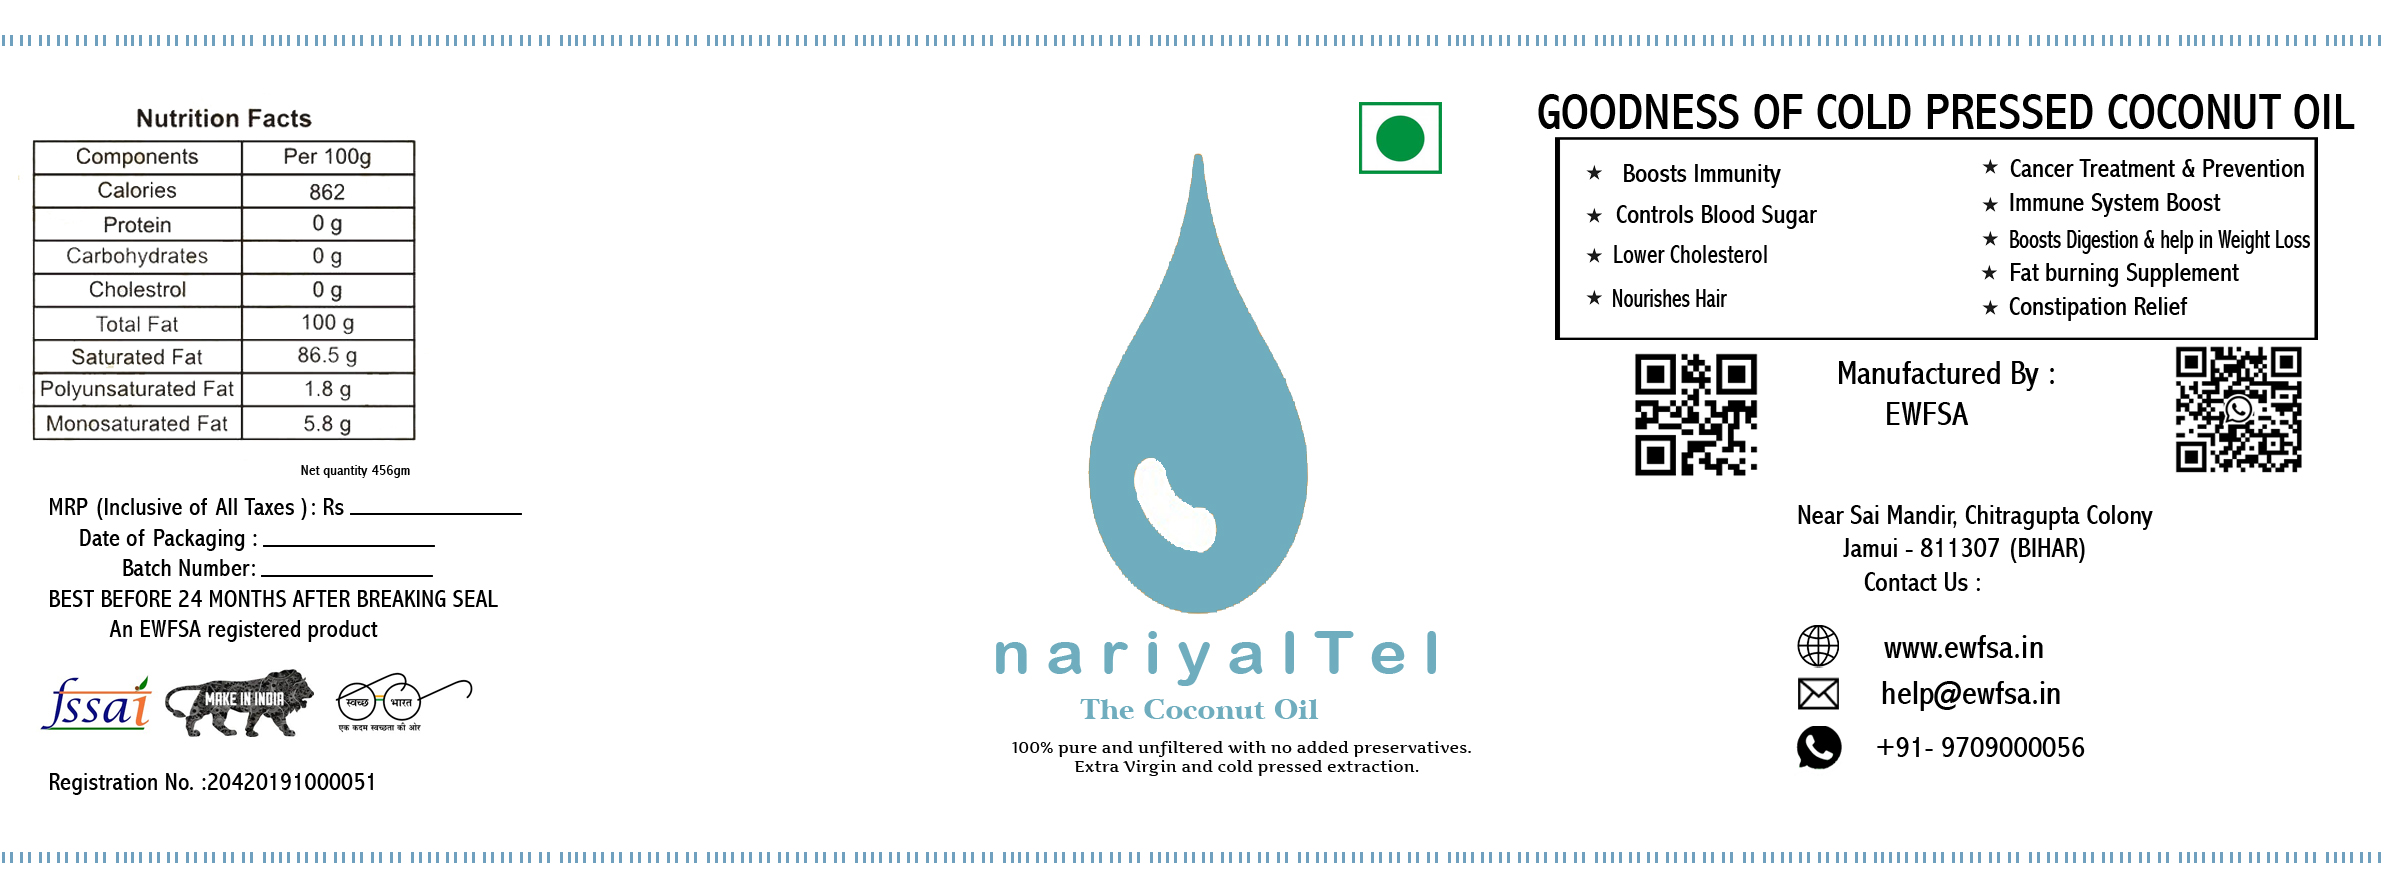 Nutrition Facts
Components Per 100g
Calories 862
Protein 0 g
Carbohydrates 0 g
Cholestrol 0 g
Total Fat 100 g
Saturated Fat 86.5 g
Polyunsaturated Fat 1.8 g
Monosaturated Fat 5.8 g
Net quantity 456gm
MRP (Inclusive of All Taxes ) : Rs
Date of Packaging :
Batch Number:
BEST BEFORE 24 MONTHS AFTER BREAKING SEAL
An EWFSA registered product
fssai
MAKE IN INDIA
स्वच्छ भारत
एक कदम स्वच्छता की ओर
Registration No. :20420191000051
nariyalTel
The Coconut Oil
100% pure and unfiltered with no added preservatives.
Extra Virgin and cold pressed extraction.
GOODNESS OF COLD PRESSED COCONUT OIL
★ Boosts Immunity
★ Controls Blood Sugar
★ Lower Cholesterol
★ Nourishes Hair
★ Cancer Treatment & Prevention
★ Immune System Boost
★ Boosts Digestion & help in Weight Loss
★ Fat burning Supplement
★ Constipation Relief
Manufactured By :
EWFSA
Near Sai Mandir, Chitragupta Colony
Jamui - 811307 (BIHAR)
Contact Us :
www.ewfsa.in
help@ewfsa.in
+91- 9709000056